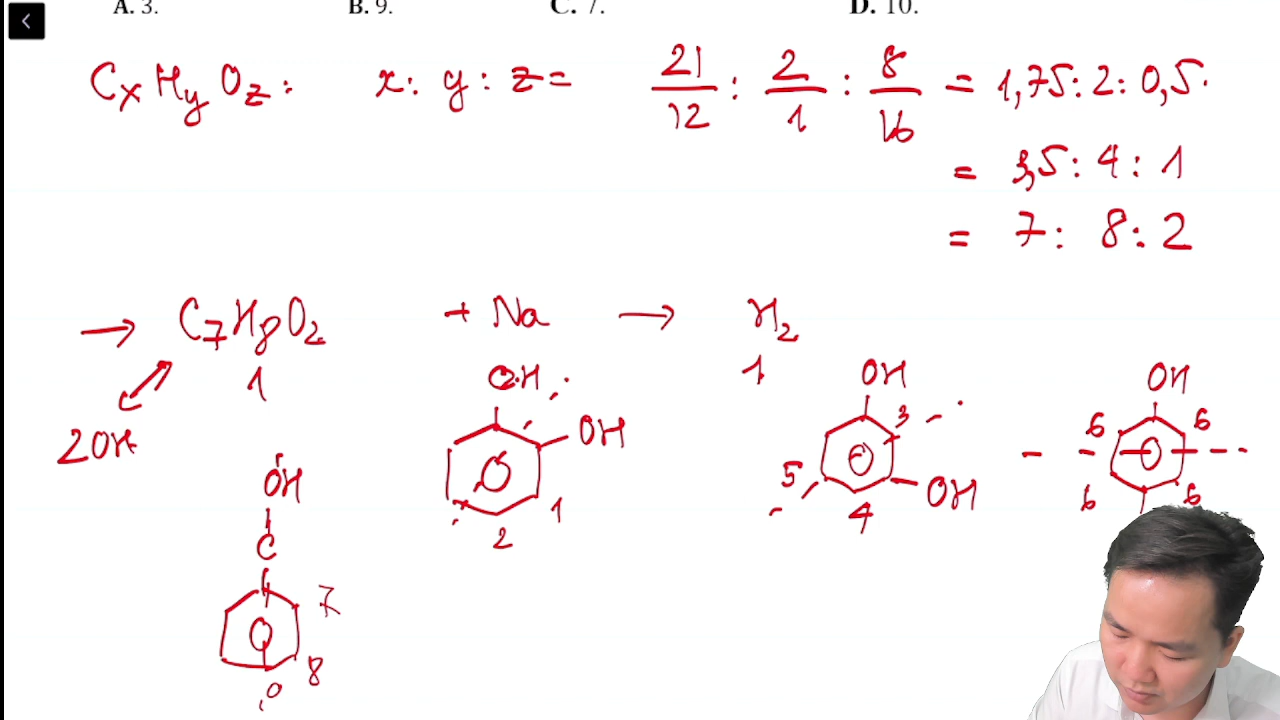 A. 3. B. 9. C. 7. D. 10.
CxHyOz: x: y: z = 21/12 : 2/1 : 8/16 = 1,75: 2: 0,5.
= 3,5: 4: 1
= 7: 8: 2
→ C7H8O2 + Na → H2
1 1
2OH
OH OH 1 2
OH 3 OH 4 5
OH 6 6 6 6
OH
C
7
8